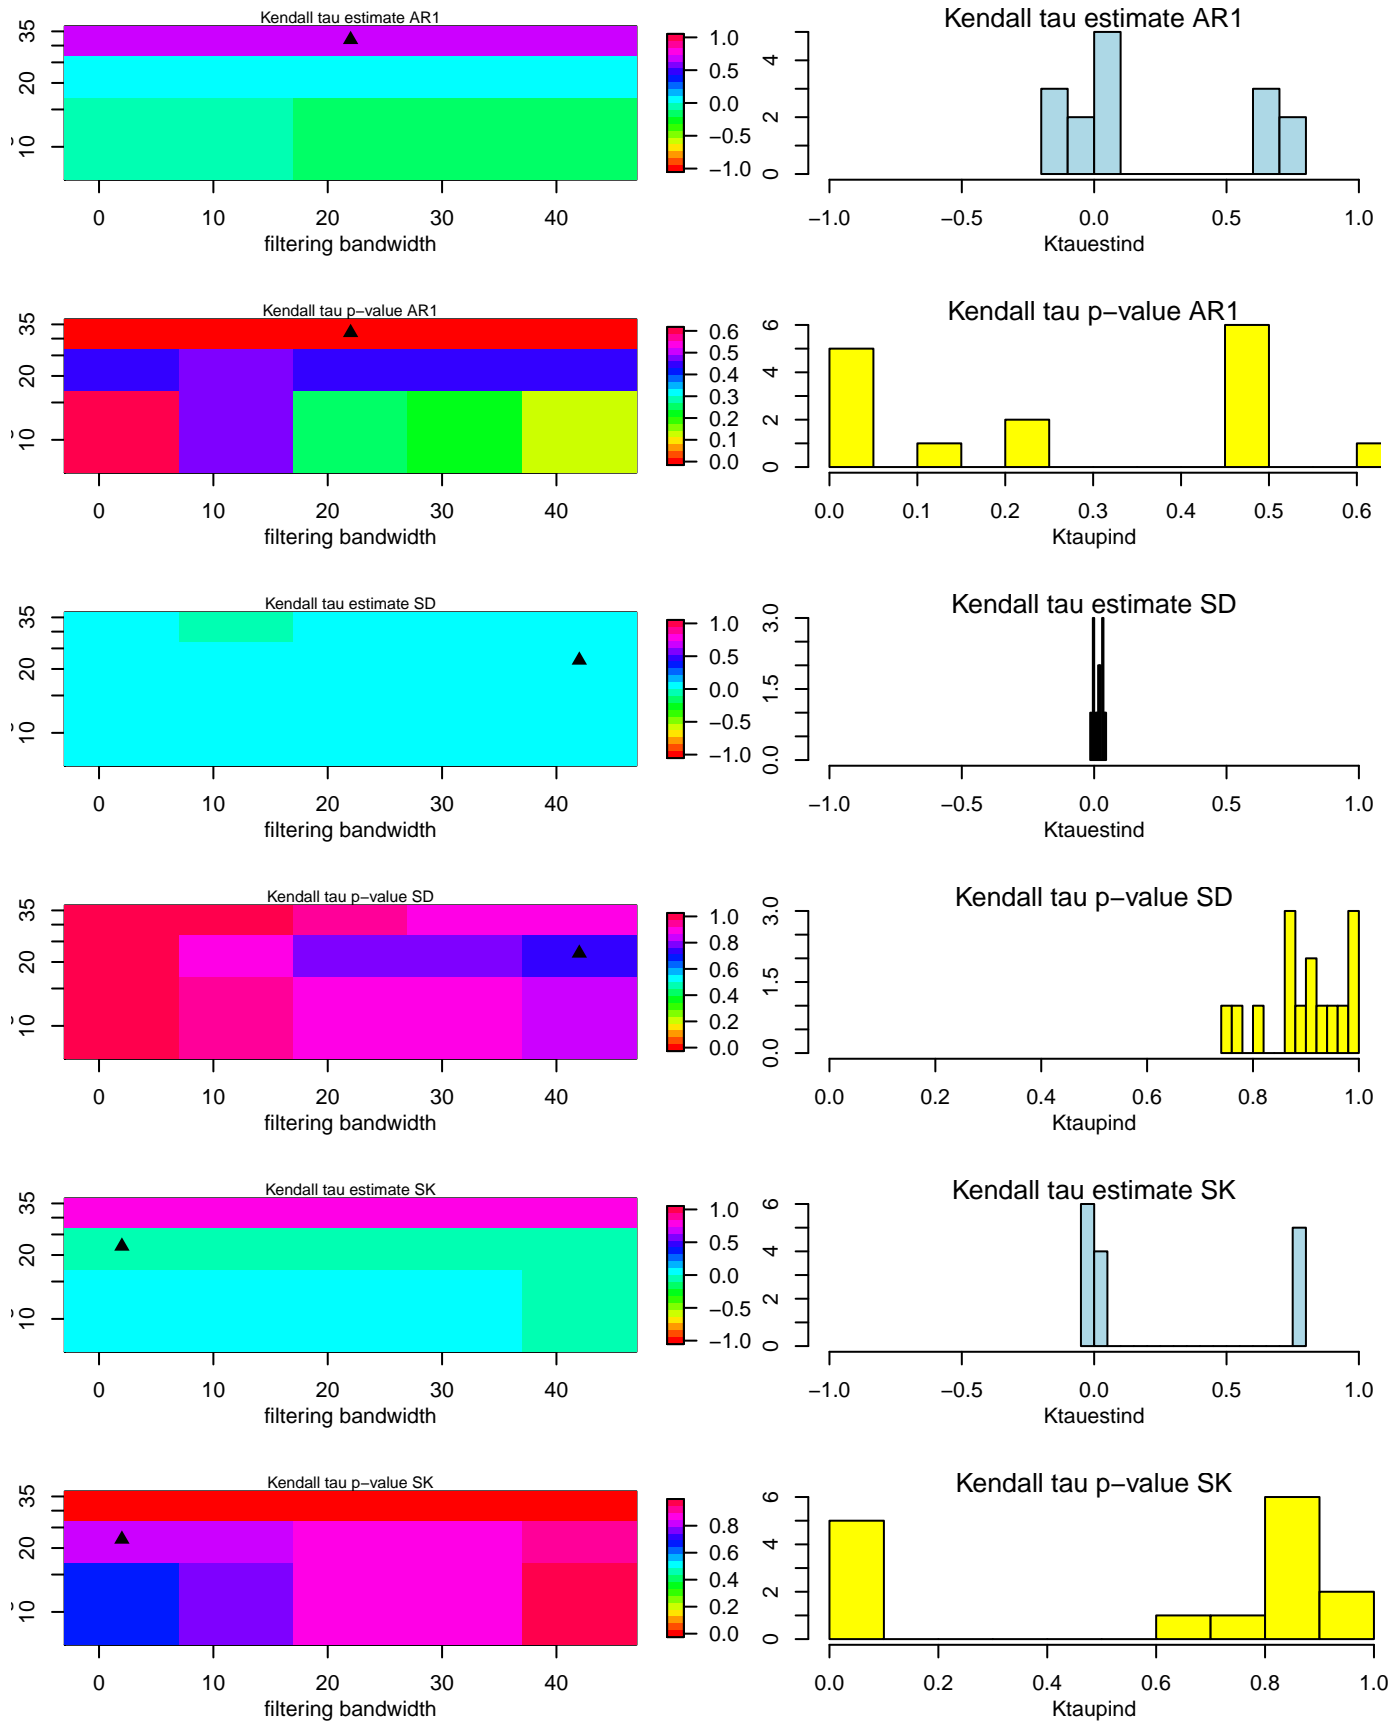 Kendall tau estimate AR1
35
20
10
0 10 20 30 40
filtering bandwidth
1.0
0.5
0.0
−0.5
−1.0
Kendall tau estimate AR1
4
2
0
−1.0 −0.5 0.0 0.5 1.0
Ktauestind
Kendall tau p−value AR1
35
20
10
0 10 20 30 40
filtering bandwidth
0.6
0.5
0.4
0.3
0.2
0.1
0.0
Kendall tau p−value AR1
6
4
2
0
0.0 0.1 0.2 0.3 0.4 0.5 0.6
Ktaupind
Kendall tau estimate SD
35
20
10
0 10 20 30 40
filtering bandwidth
1.0
0.5
0.0
−0.5
−1.0
Kendall tau estimate SD
3.0
1.5
0.0
−1.0 −0.5 0.0 0.5 1.0
Ktauestind
Kendall tau p−value SD
35
20
10
0 10 20 30 40
filtering bandwidth
1.0
0.8
0.6
0.4
0.2
0.0
Kendall tau p−value SD
3.0
1.5
0.0
0.0 0.2 0.4 0.6 0.8 1.0
Ktaupind
Kendall tau estimate SK
35
20
10
0 10 20 30 40
filtering bandwidth
1.0
0.5
0.0
−0.5
−1.0
Kendall tau estimate SK
6
4
2
0
−1.0 −0.5 0.0 0.5 1.0
Ktauestind
Kendall tau p−value SK
35
20
10
0 10 20 30 40
filtering bandwidth
0.8
0.6
0.4
0.2
0.0
Kendall tau p−value SK
6
4
2
0
0.0 0.2 0.4 0.6 0.8 1.0
Ktaupind